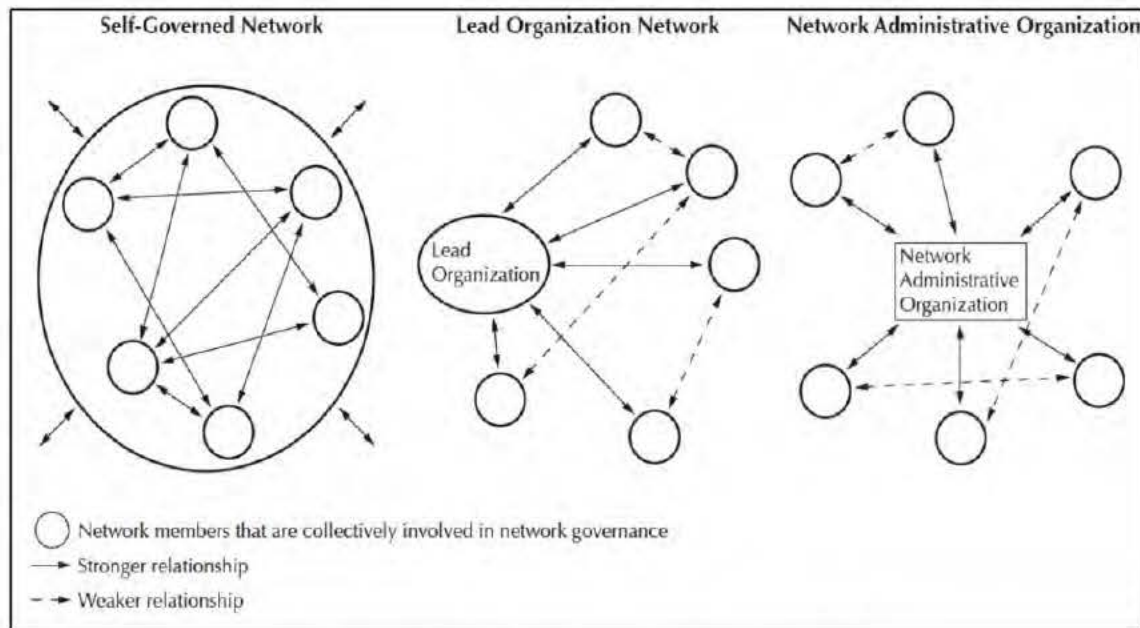 Self-Governed Network
Lead Organization Network
Network Administrative Organization
Lead
Organization
Network
Administrative
Organization
Network members that are collectively involved in network governance
Stronger relationship
Weaker relationship